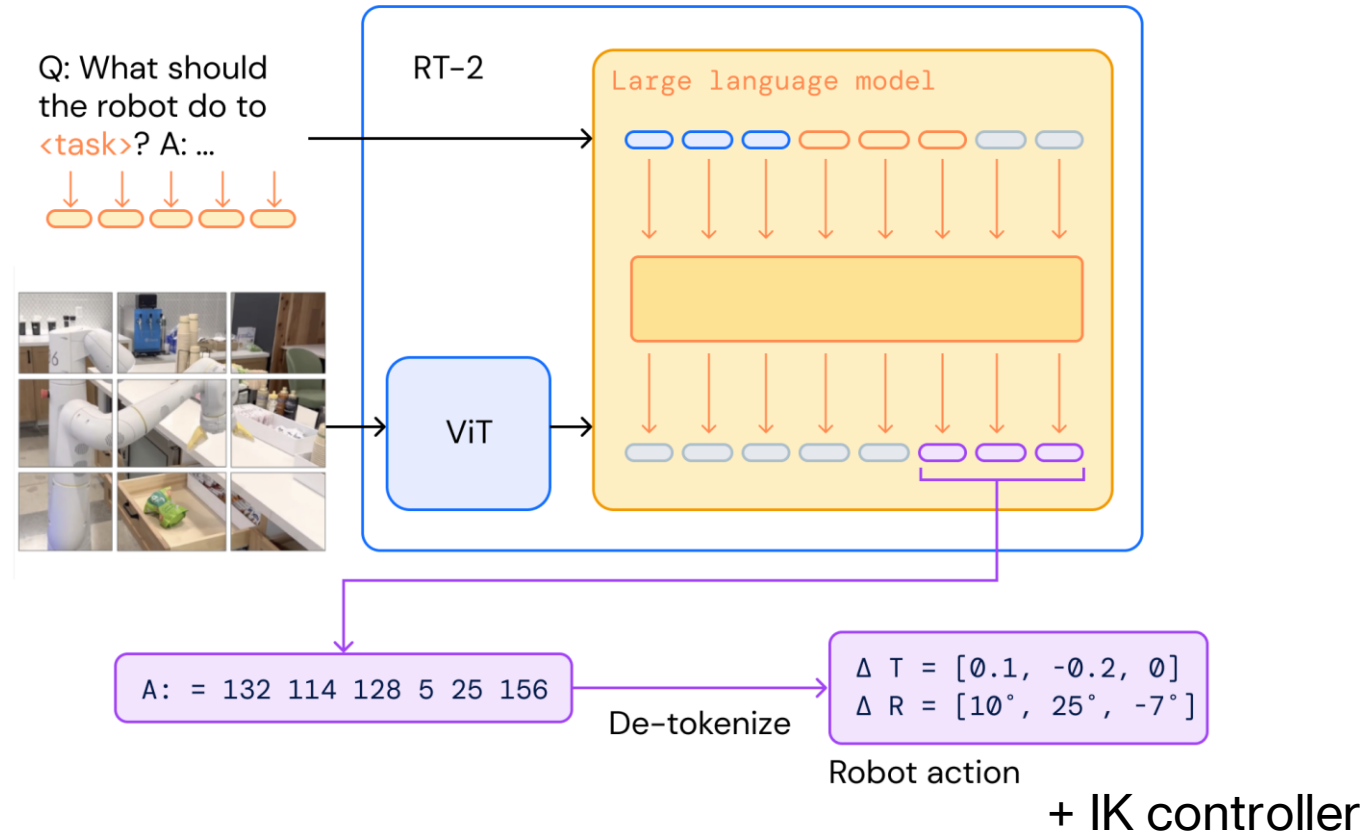 Q: What should
the robot do to
<task>? A: ...
RT-2
Large language model
ViT
A: = 132 114 128 5 25 156
De-tokenize
Δ T = [0.1, -0.2, 0]
Δ R = [10°, 25°, -7°]
Robot action
+ IK controller